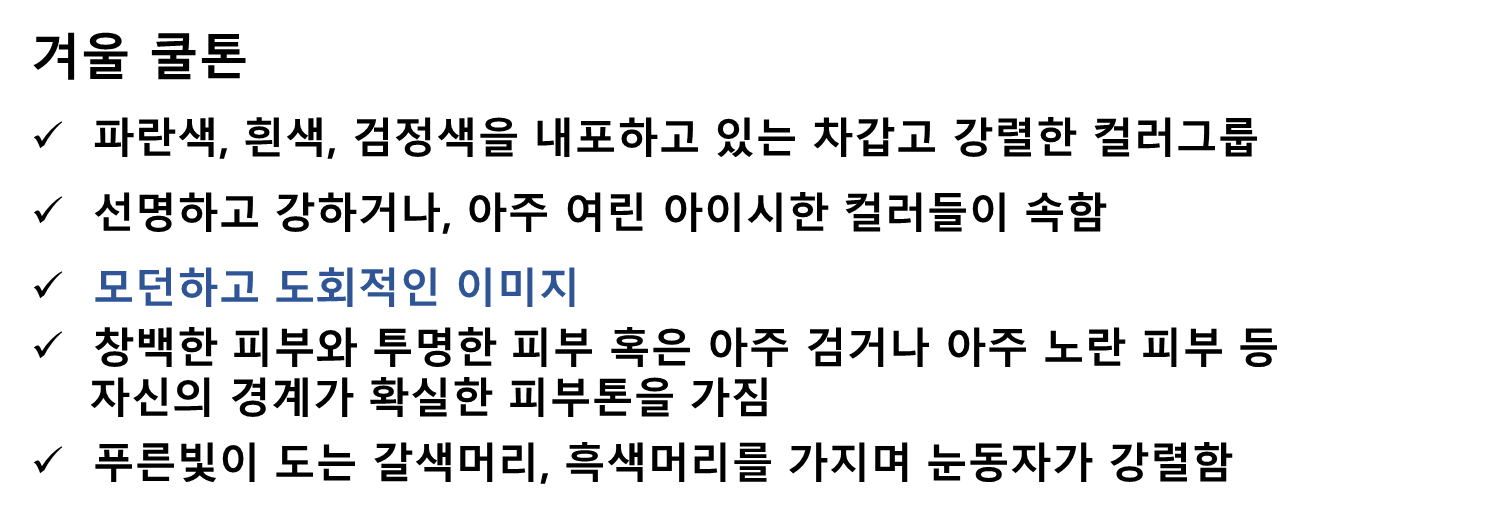 겨울 쿨톤
✓ 파란색, 흰색, 검정색을 내포하고 있는 차갑고 강렬한 컬러그룹
✓ 선명하고 강하거나, 아주 여린 아이시한 컬러들이 속함
✓ 모던하고 도회적인 이미지
✓ 창백한 피부와 투명한 피부 혹은 아주 검거나 아주 노란 피부 등
자신의 경계가 확실한 피부톤을 가짐
✓ 푸른빛이 도는 갈색머리, 흑색머리를 가지며 눈동자가 강렬함